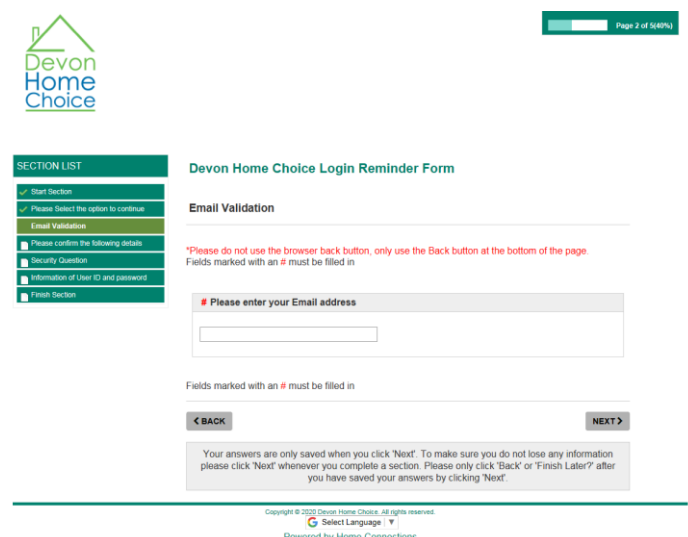 Devon
Home
Choice
Page 2 of 5(40%)
SECTION LIST
Start Section
Please Select the option to continue
Email Validation
Please confirm the following details
Security Question
Information of User ID and password
Finish Section
Devon Home Choice Login Reminder Form
Email Validation
*Please do not use the browser back button, only use the Back button at the bottom of the page.
Fields marked with an # must be filled in
# Please enter your Email address
Fields marked with an # must be filled in
BACK
NEXT
Your answers are only saved when you click 'Next'. To make sure you do not lose any information
please click 'Next' whenever you complete a section. Please only click 'Back' or 'Finish Later?' after
you have saved your answers by clicking 'Next'.
Copyright © 2020 Devon Home Choice. All rights reserved.
G Select Language ▼
Powered by Home Connections